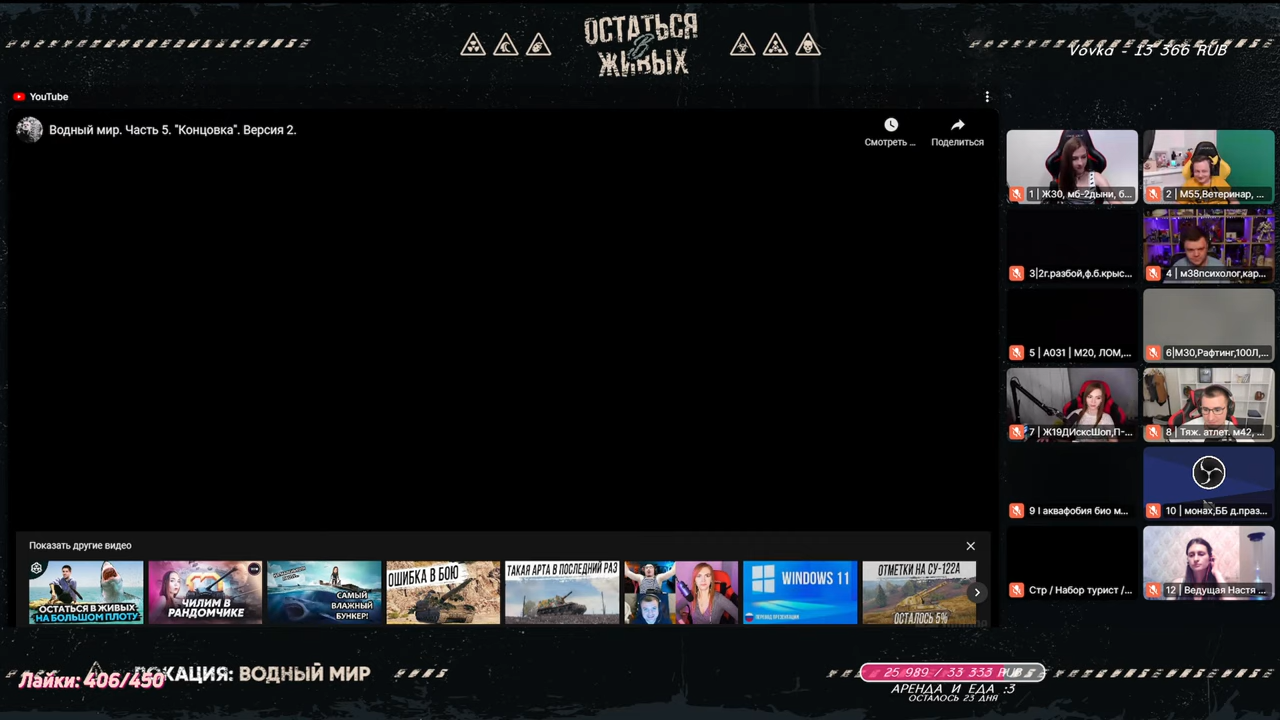 ОСТАТЬСЯ
В
ЖИВЫХ
Vovka - 13 366 RUB
YouTube
Водный мир. Часть 5. "Концовка". Версия 2.
Смотреть ...
Поделиться
1 | Ж30, мб-2дыни, б...
2 | М55,Ветеринар, ...
3|2г.разбой,ф.б.крыс...
4 | м38психолог,кар...
5 | А031 | М20, ЛОМ,...
6|М30,Рафтинг,100Л,...
7 | Ж19ДИсксШоп,П-...
8 | Тяж. атлет. м42, ...
9 I аквафобия био м...
10 | монах,ББ д.праз...
Стр / Набор турист /...
12 | Ведущая Настя ...
Показать другие видео
ОСТАТЬСЯ В ЖИВЫХ
НА БОЛЬШОМ ПЛОТУ
ЧИЛИМ В
РАНДОМЧИКЕ
САМЫЙ
ВАЖНЫЙ
БУНКЕР!
ОШИБКА В БОЮ
ТАКАЯ АРТА В ПОСЛЕДНИЙ РАЗ
WINDOWS 11
ОТМЕТКИ НА СУ-122А
ОСТАЛОСЬ 5%
ЛОКАЦИЯ: ВОДНЫЙ МИР
Лайки: 406/450
25 989 / 33 333 RUB
АРЕНДА И ЕДА :3
ОСТАЛОСЬ 23 ДНЯ